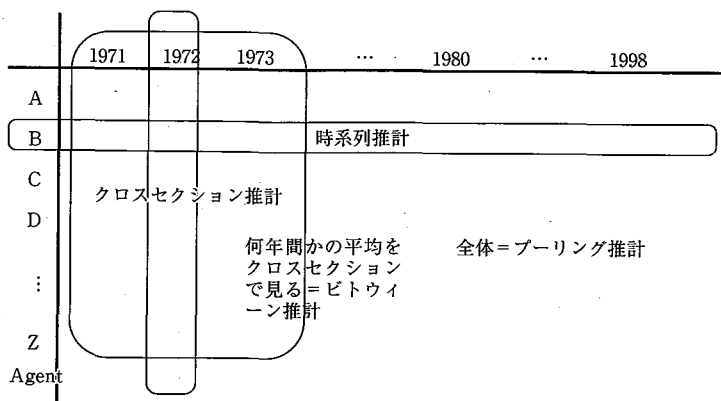 1971 1972 1973 … 1980 … 1998
A
B 時系列推計
C
クロスセクション推計
D
何年間かの平均を
クロスセクション
で見る=ビトウィ
ーン推計
全体=プーリング推計
⋮
Z
Agent